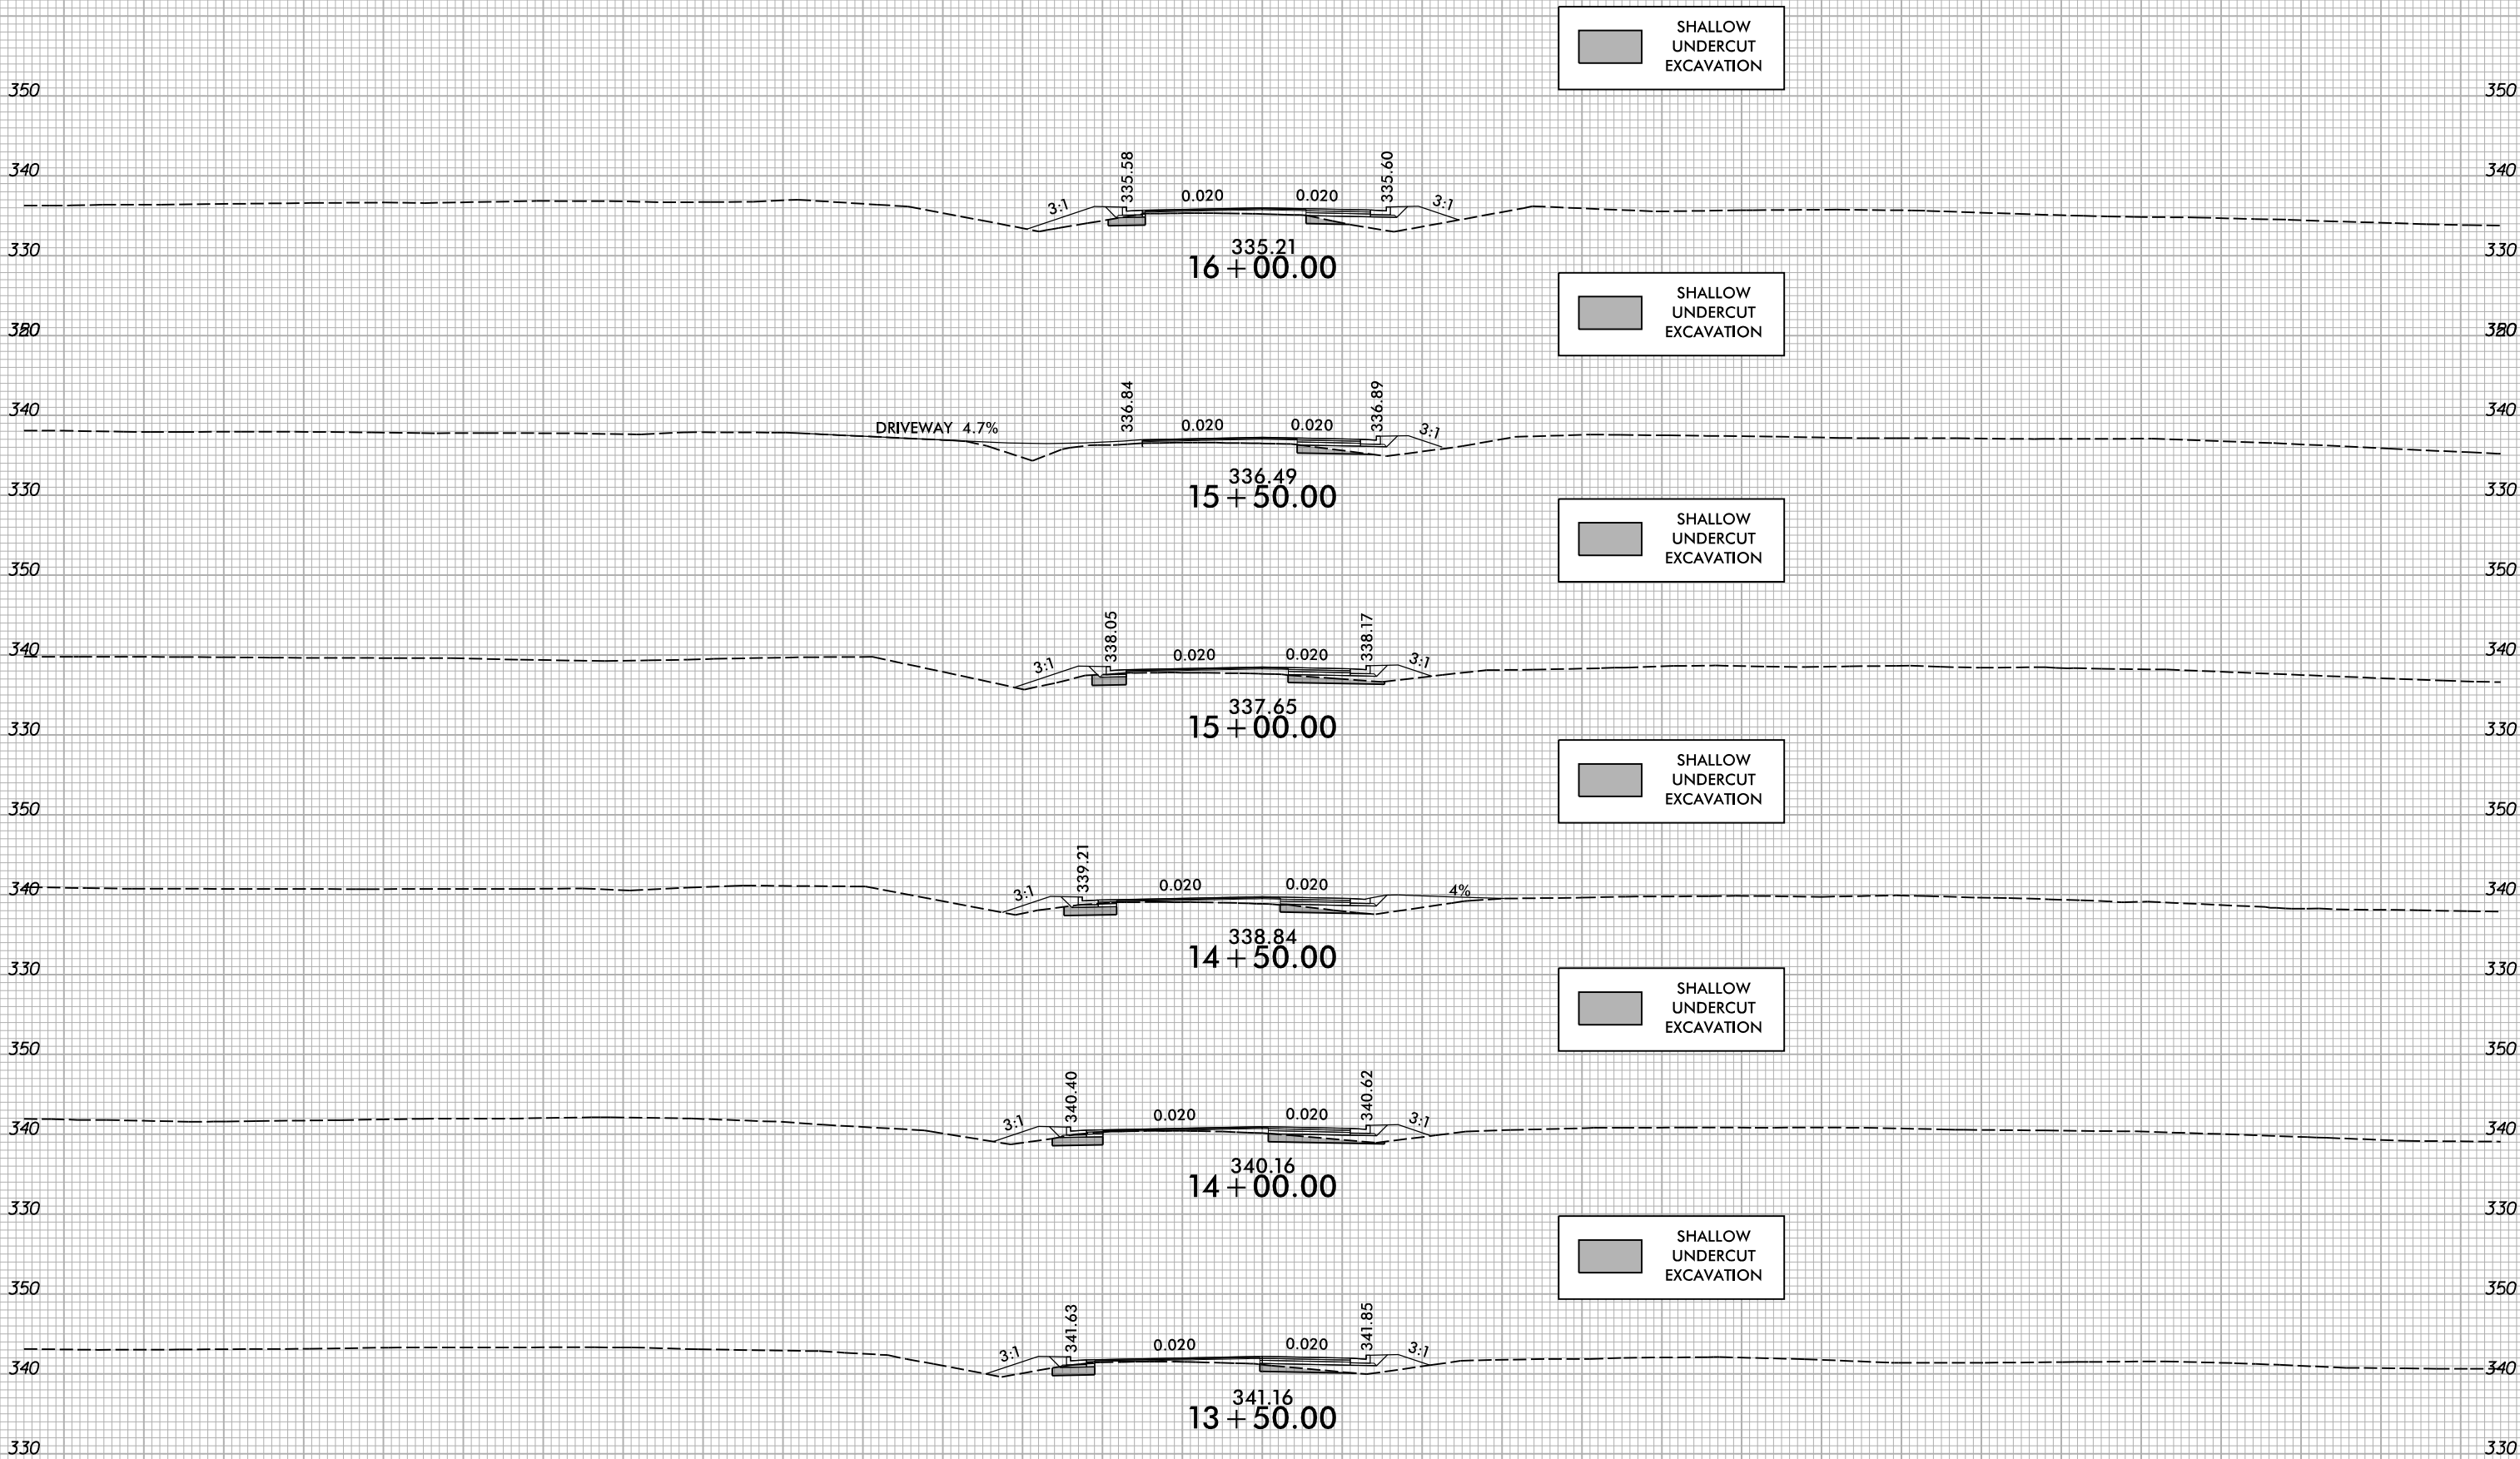 SHALLOW
UNDERCUT
EXCAVATION
350 350
335.58 335.60
340 340
0.020 0.020
3:1 3:1
330 330
335.21
16+00.00
SHALLOW
UNDERCUT
EXCAVATION
336.84 336.89
340 340
DRIVEWAY 4.7% 0.020 0.020 3:1
330 330
336.49
15+50.00
SHALLOW
UNDERCUT
EXCAVATION
350 350
338.05 338.17
340 340
3:1 0.020 0.020 3:1
330 330
337.65
15+00.00
SHALLOW
UNDERCUT
EXCAVATION
350 350
339.21
340 340
3:1 0.020 0.020 4%
330 330
338.84
14+50.00
SHALLOW
UNDERCUT
EXCAVATION
350 350
340.40 340.62
340 340
3:1 0.020 0.020 3:1
330 330
340.16
14+00.00
SHALLOW
UNDERCUT
EXCAVATION
350 350
341.63 341.85
340 340
3:1 0.020 0.020 3:1
341.16
13+50.00
330 330